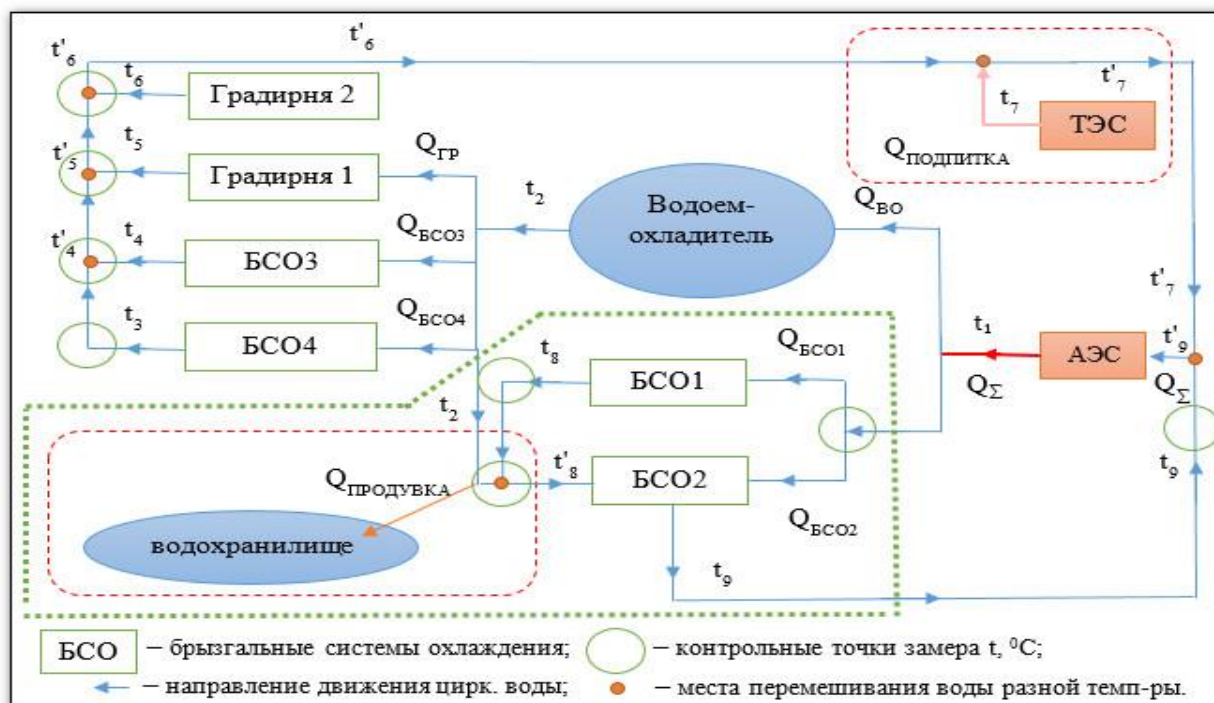 t'6
t'6
t6
Градирня 2
t'7
t7
ТЭС
QПОДПИТКА
t'5
t5
Градирня 1
QГР
t2
Водоем-
охладитель
QВО
t'4
t4
БСО3
QБСО3
t'7
t3
БСО4
QБСО4
t1
АЭС
t'9
QΣ
QΣ
t8
БСО1
QБСО1
t2
t9
QПРОДУВКА
t'8
БСО2
QБСО2
водохранилище
t9
БСО – брызгальные системы охлаждения; – контрольные точки замера t, ⁰С;
– направление движения цирк. воды; – места перемешивания воды разной темп-ры.